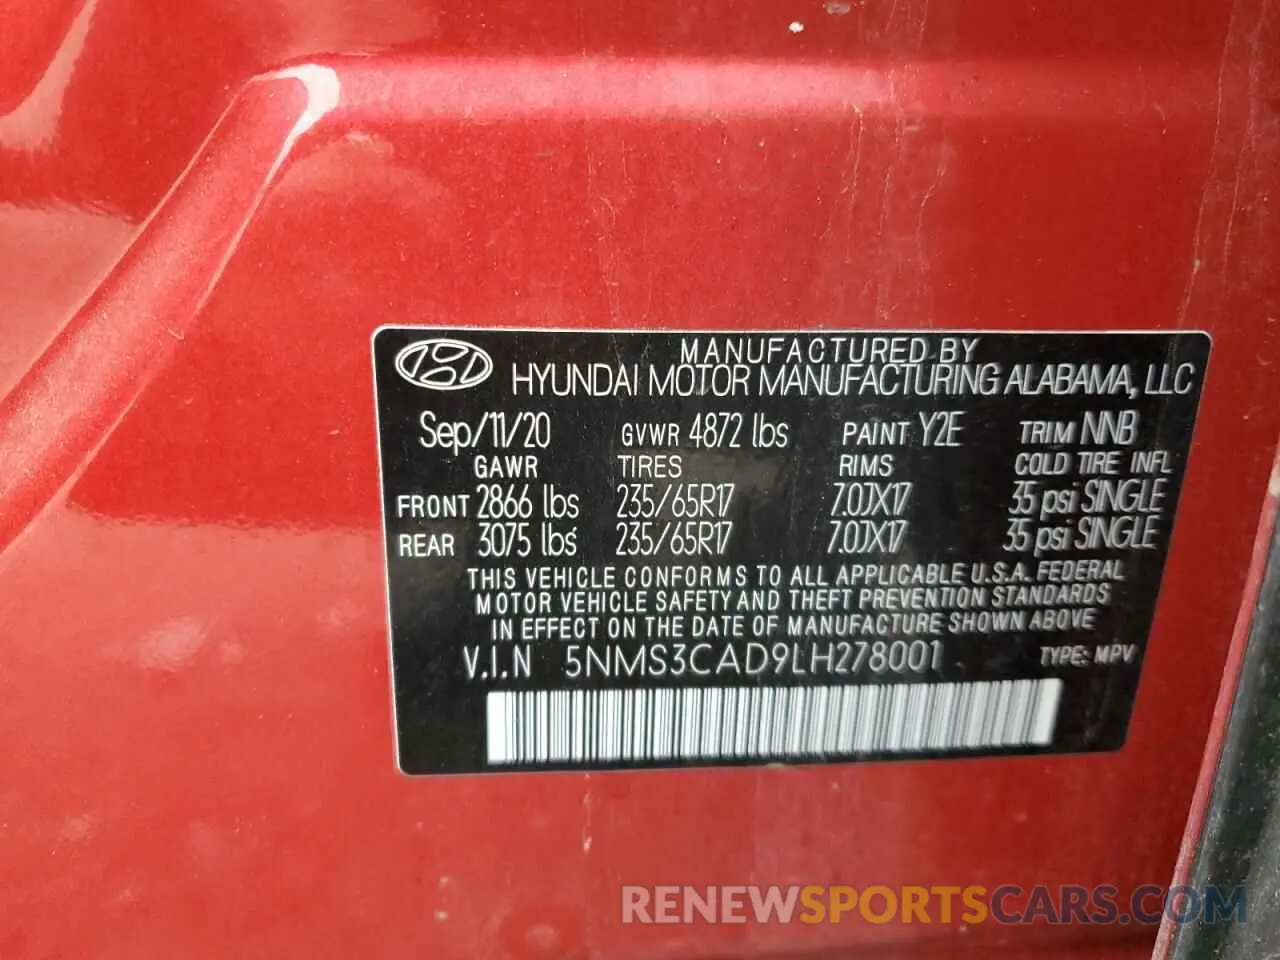 MANUFACTURED BY
HYUNDAI MOTOR MANUFACTURING ALABAMA, LLC
Sep/11/20 GVWR 4872 lbs PAINT Y2E TRIM NNB
GAWR TIRES RIMS COLD TIRE INFL
FRONT 2866 lbs 235/65R17 7.0JX17 35 psi SINGLE
REAR 3075 lbs 235/65R17 7.0JX17 35 psi SINGLE
THIS VEHICLE CONFORMS TO ALL APPLICABLE U.S.A. FEDERAL
MOTOR VEHICLE SAFETY AND THEFT PREVENTION STANDARDS
IN EFFECT ON THE DATE OF MANUFACTURE SHOWN ABOVE
V.I.N 5NMS3CAD9LH278001 TYPE: MPV
RENEWSPORTSCARS.COM